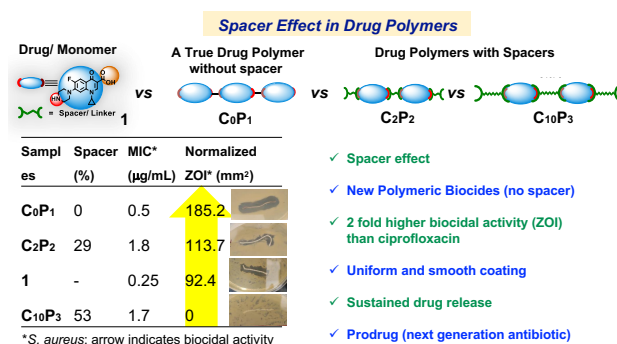 Spacer Effect in Drug Polymers
Drug/ Monomer
A True Drug Polymer
without spacer
Drug Polymers with Spacers
F
O
O
OH
N
N
HN
1
= Spacer/ Linker
vs
C0P1
vs
C2P2
vs
C10P3
Sampl
es
Spacer
(%)
MIC*
(μg/mL)
Normalized
ZOI* (mm²)
C0P1 0 0.5 185.2
C2P2 29 1.8 113.7
1 - 0.25 92.4
C10P3 53 1.7 0
*S. aureus: arrow indicates biocidal activity
✓ Spacer effect
✓ New Polymeric Biocides (no spacer)
✓ 2 fold higher biocidal activity (ZOI)
than ciprofloxacin
✓ Uniform and smooth coating
✓ Sustained drug release
✓ Prodrug (next generation antibiotic)